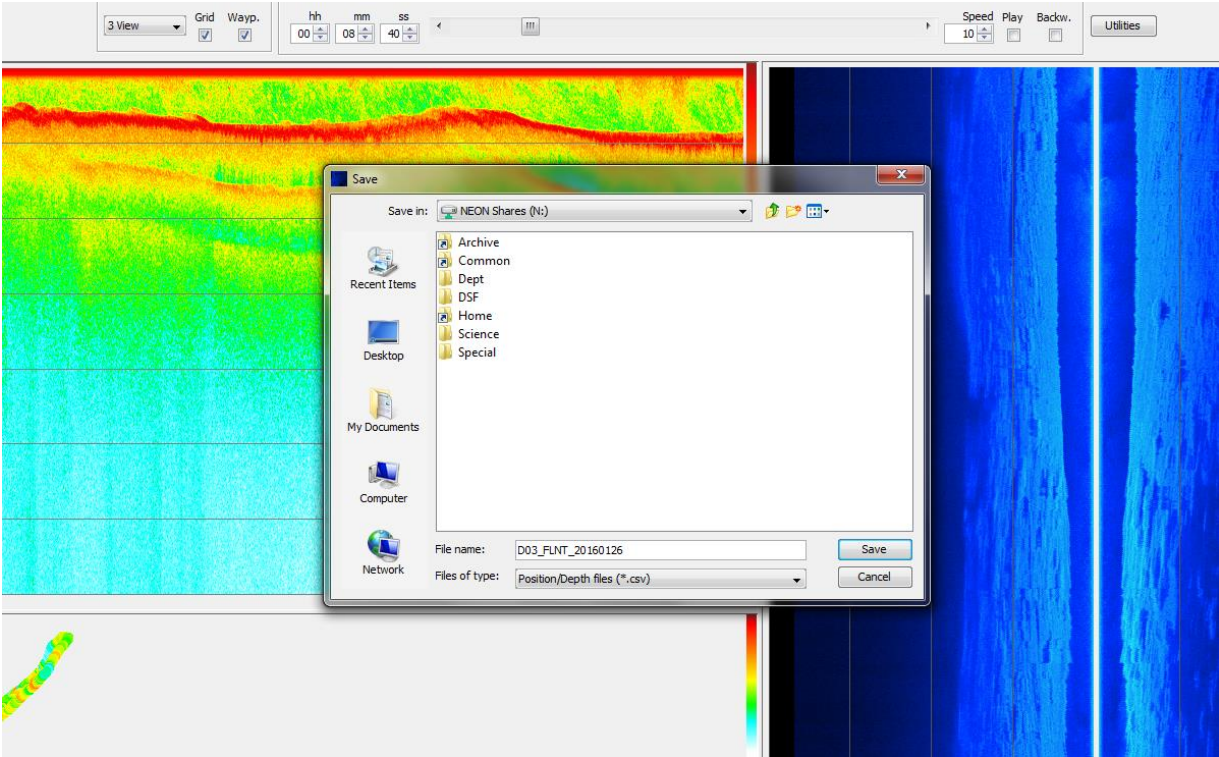 3 View
Grid
Wayp.
hh
mm
ss
00
08
40
Speed
Play
Backw.
10
Utilities
Save
Save in:
NEON Shares (N:)
Archive
Common
Dept
DSF
Home
Science
Special
Recent Items
Desktop
My Documents
Computer
Network
File name:
D03_FLNT_20160126
Save
Files of type:
Position/Depth files (*.csv)
Cancel